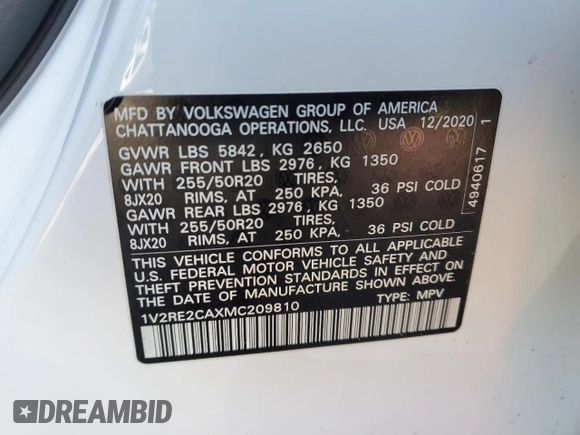 MFD BY VOLKSWAGEN GROUP OF AMERICA
CHATTANOOGA OPERATIONS, LLC. USA 12/2020
GVWR LBS 5842, KG 2650
GAWR FRONT LBS 2976, KG 1350
WITH 255/50R20 TIRES,
8JX20 RIMS, AT 250 KPA, 36 PSI COLD
GAWR REAR LBS 2976, KG 1350
WITH 255/50R20 TIRES,
8JX20 RIMS, AT 250 KPA, 36 PSI COLD
THIS VEHICLE CONFORMS TO ALL APPLICABLE
U.S. FEDERAL MOTOR VEHICLE SAFETY AND
THEFT PREVENTION STANDARDS IN EFFECT ON
DATE OF MANUFACTURE SHOWN ABOVE.
1V2RE2CAXMC209810 TYPE: MPV
4940617 1
DREAMBID